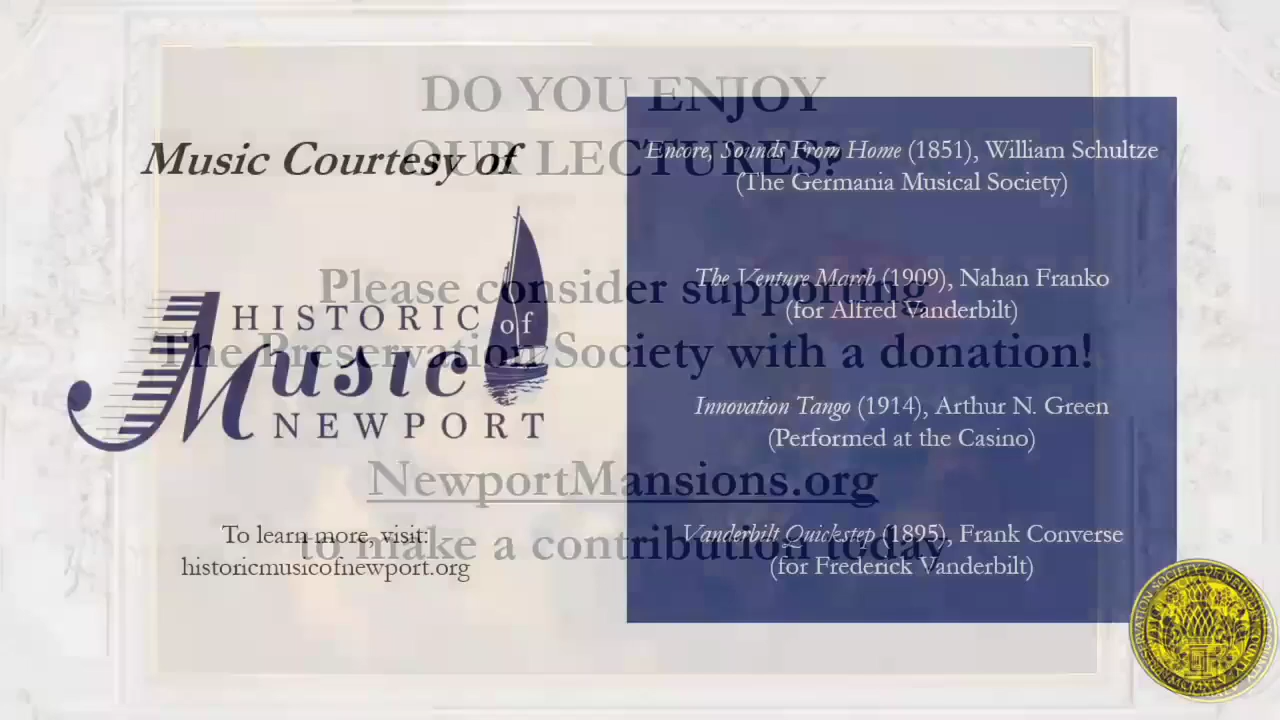 DO YOU ENJOY
OUR LECTURES?
Please consider supporting
The Preservation Society with a donation!
NewportMansions.org
to make a contribution today
Music Courtesy of
HISTORIC
of
Music
NEWPORT
To learn more, visit:
historicmusicofnewport.org
Encore, Sounds From Home (1851), William Schultze
(The Germania Musical Society)
The Venture March (1909), Nahan Franko
(for Alfred Vanderbilt)
Innovation Tango (1914), Arthur N. Green
(Performed at the Casino)
Vanderbilt Quickstep (1895), Frank Converse
(for Frederick Vanderbilt)